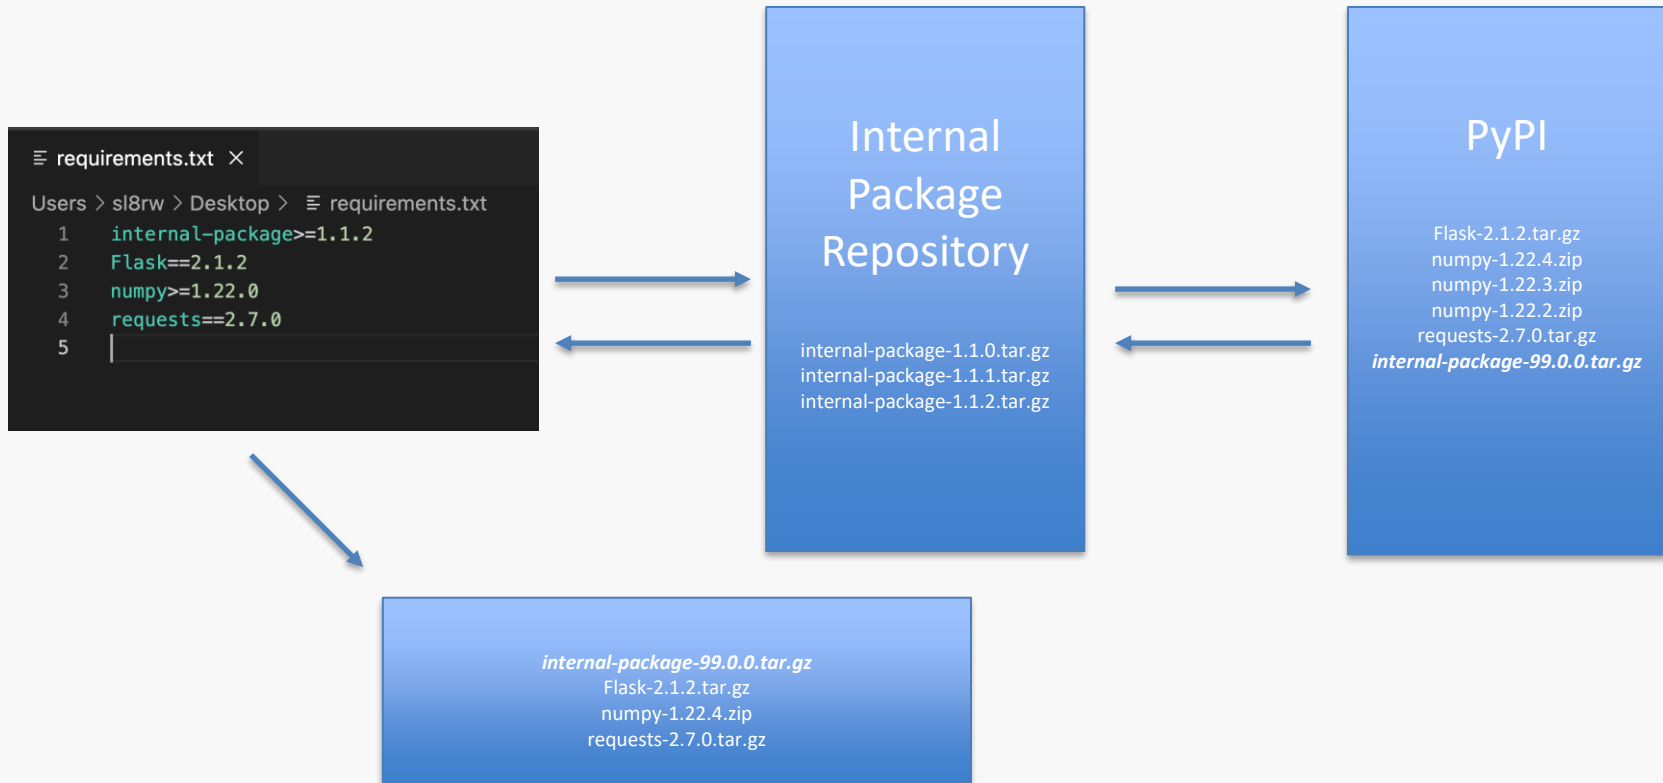 requirements.txt ×
Users > sl8rw > Desktop > requirements.txt
1 internal-package>=1.1.2
2 Flask==2.1.2
3 numpy>=1.22.0
4 requests==2.7.0
5
Internal
Package
Repository
internal-package-1.1.0.tar.gz
internal-package-1.1.1.tar.gz
internal-package-1.1.2.tar.gz
PyPI
Flask-2.1.2.tar.gz
numpy-1.22.4.zip
numpy-1.22.3.zip
numpy-1.22.2.zip
requests-2.7.0.tar.gz
internal-package-99.0.0.tar.gz
internal-package-99.0.0.tar.gz
Flask-2.1.2.tar.gz
numpy-1.22.4.zip
requests-2.7.0.tar.gz